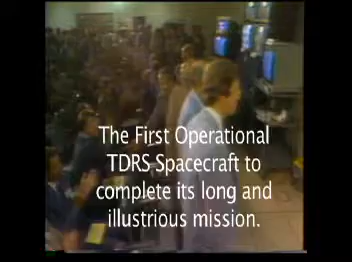 The First Operational
TDRS Spacecraft to
complete its long and
illustrious mission.